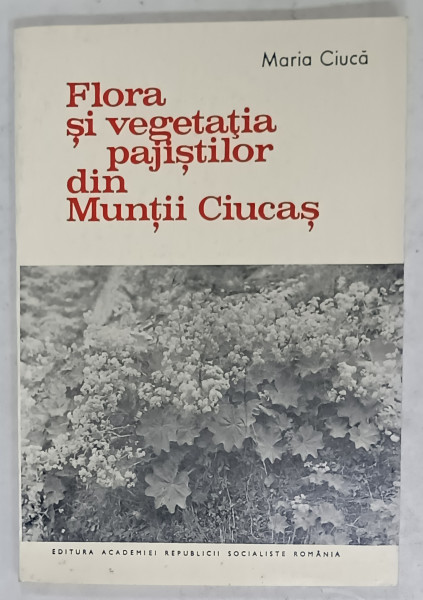 Maria Ciucă
Flora
și vegetația
pajiștilor
din
Munții Ciucaș
EDITURA ACADEMIEI REPUBLICII SOCIALISTE ROMÂNIA